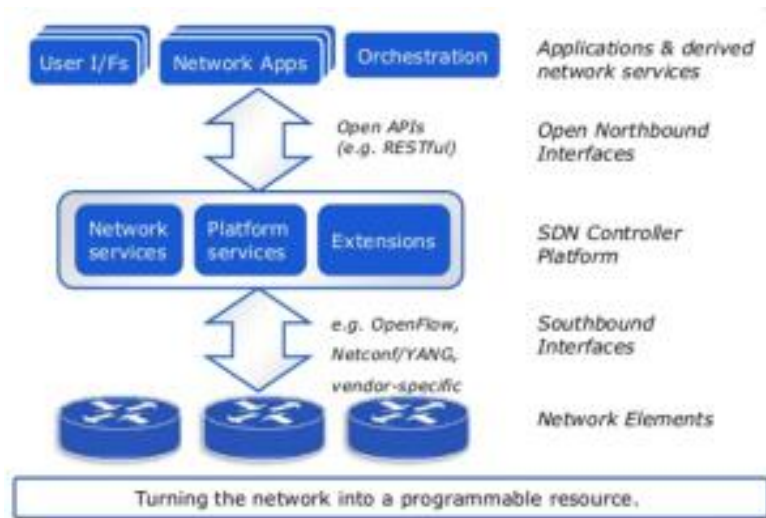 User I/Fs
Network Apps
Orchestration
Applications & derived
network services
Open APIs
(e.g. RESTful)
Open Northbound
Interfaces
Network
services
Platform
services
Extensions
SDN Controller
Platform
e.g. OpenFlow,
Netconf/YANG,
vendor-specific
Southbound
Interfaces
Network Elements
Turning the network into a programmable resource.